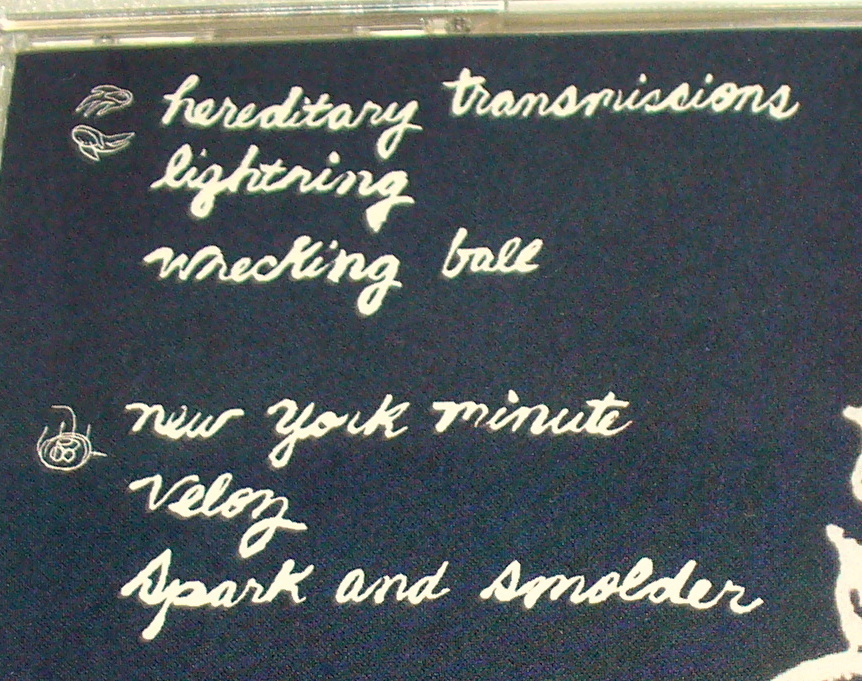 hereditary transmissions
lightning
wrecking ball
new york minute
veloz
spark and smolder